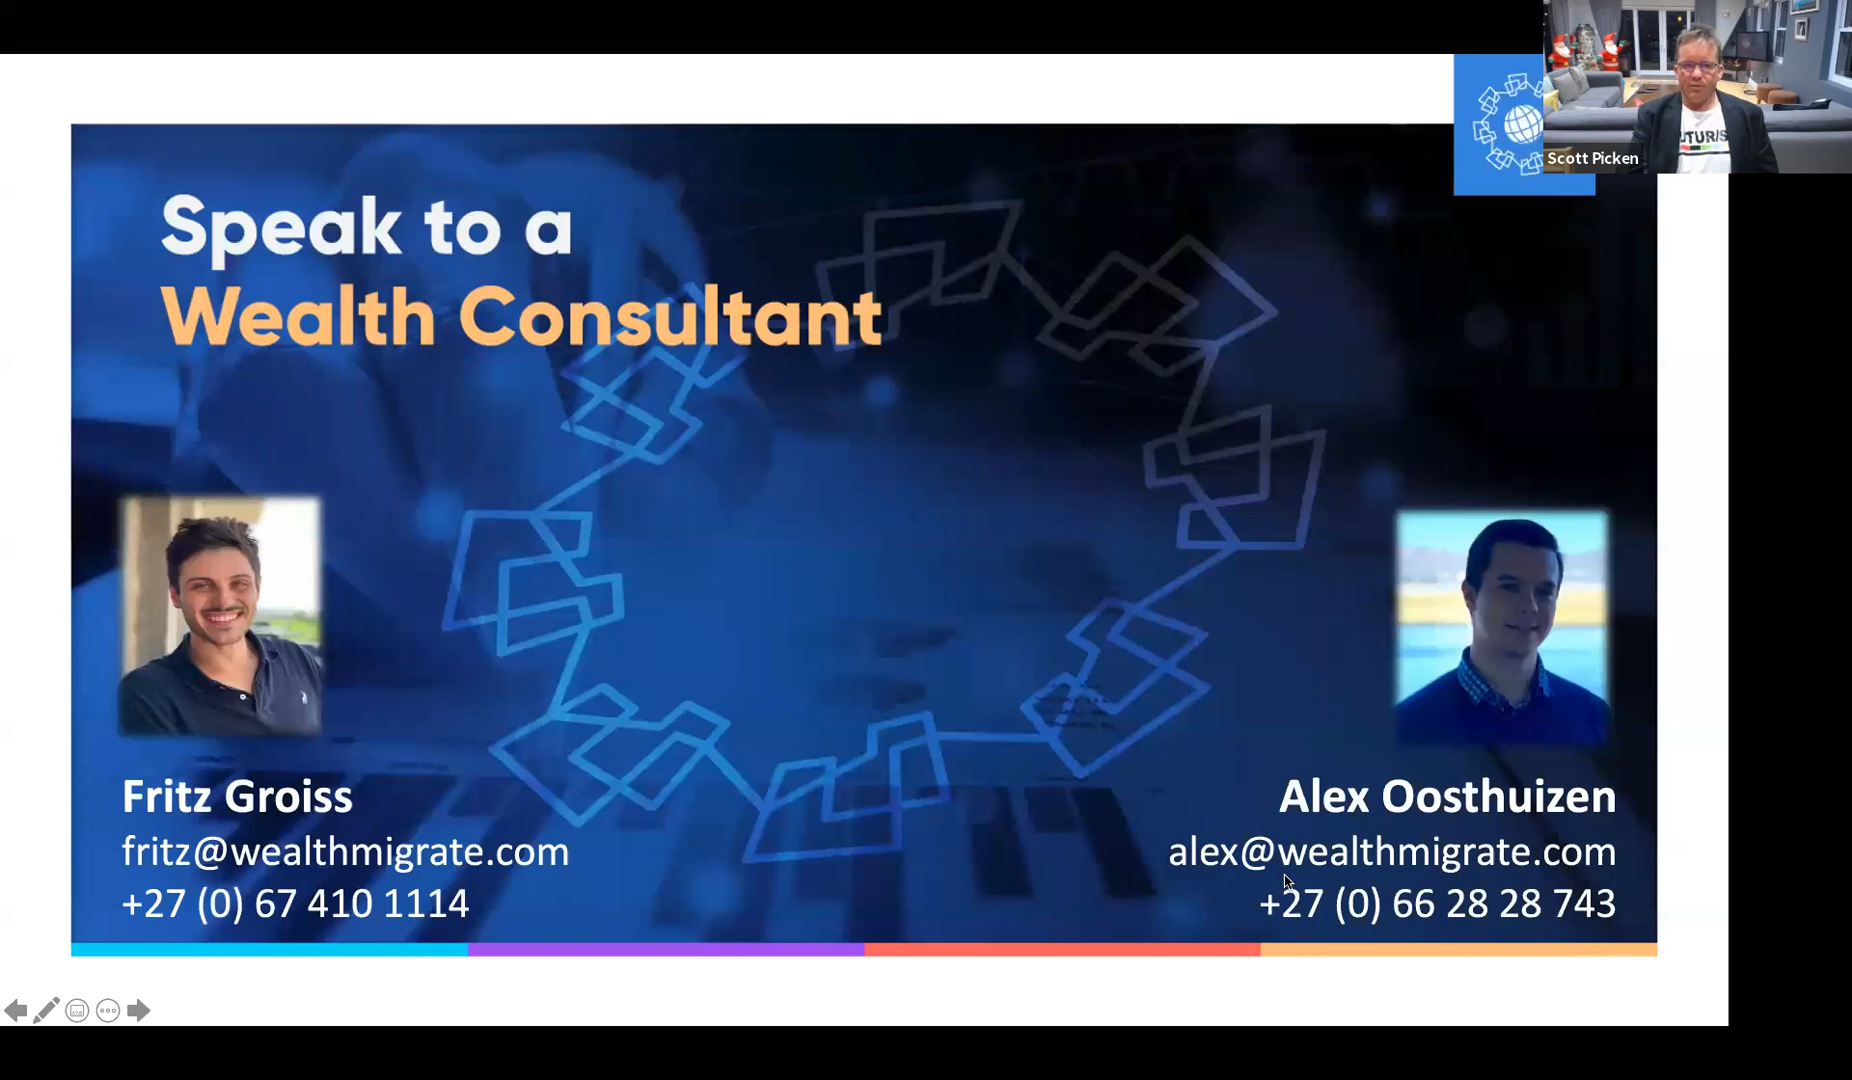 Speak to a
Wealth Consultant
Scott Picken
UTURIS
Fritz Groiss
fritz@wealthmigrate.com
+27 (0) 67 410 1114
Alex Oosthuizen
alex@wealthmigrate.com
+27 (0) 66 28 28 743